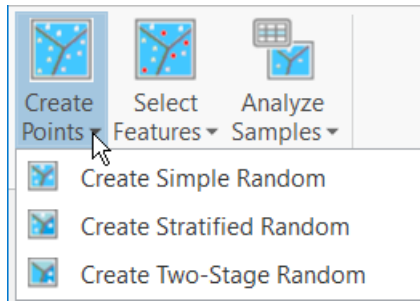 Create Select Analyze
Points Features Samples
Create Simple Random
Create Stratified Random
Create Two-Stage Random